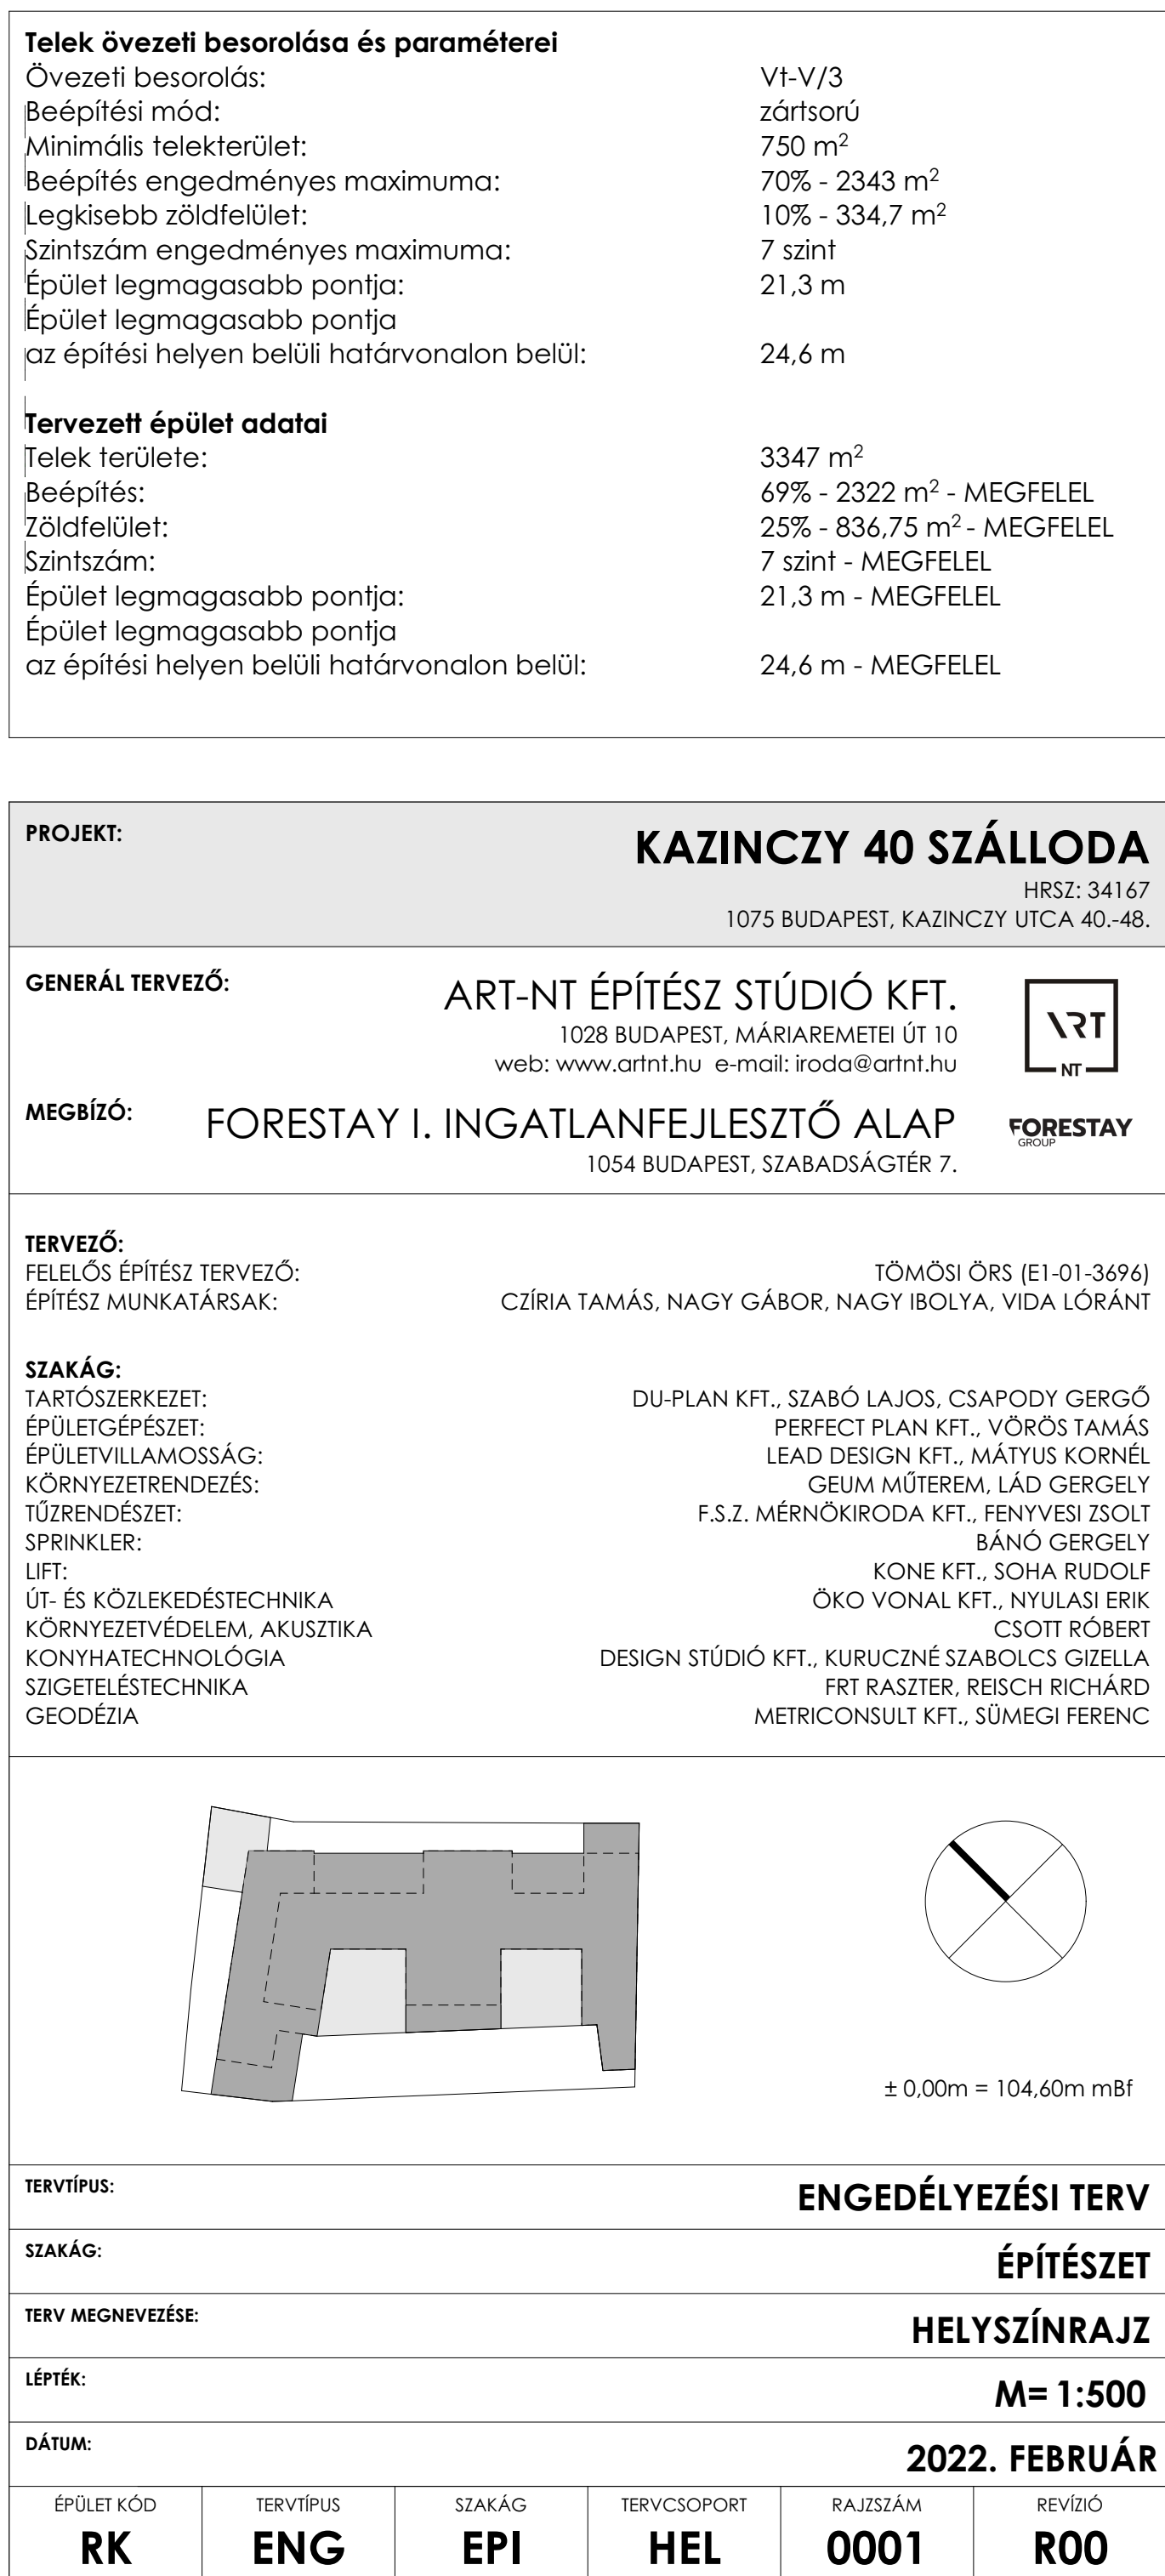 Telek övezeti besorolása és paraméterei
Övezeti besorolás: Vt-V/3
Beépítési mód: zártsorú
Minimális telekterület: 750 m²
Beépítés engedményes maximuma: 70% - 2343 m²
Legkisebb zöldfelület: 10% - 334,7 m²
Szintszám engedményes maximuma: 7 szint
Épület legmagasabb pontja: 21,3 m
Épület legmagasabb pontja
az építési helyen belüli határvonalon belül: 24,6 m
Tervezett épület adatai
Telek területe: 3347 m²
Beépítés: 69% - 2322 m² - MEGFELEL
Zöldfelület: 25% - 836,75 m² - MEGFELEL
Szintszám: 7 szint - MEGFELEL
Épület legmagasabb pontja: 21,3 m - MEGFELEL
Épület legmagasabb pontja
az építési helyen belüli határvonalon belül: 24,6 m - MEGFELEL
PROJEKT: KAZINCZY 40 SZÁLLODA
HRSZ: 34167
1075 BUDAPEST, KAZINCZY UTCA 40.-48.
GENERÁL TERVEZŐ: ART-NT ÉPÍTÉSZ STÚDIÓ KFT.
1028 BUDAPEST, MÁRIAREMETEI ÚT 10
web: www.artnt.hu e-mail: iroda@artnt.hu
ART
NT
MEGBÍZÓ: FORESTAY I. INGATLANFEJLESZTŐ ALAP
1054 BUDAPEST, SZABADSÁGTÉR 7.
FORESTAY
GROUP
TERVEZŐ:
FELELŐS ÉPÍTÉSZ TERVEZŐ: TÖMÖSI ÖRS (E1-01-3696)
ÉPÍTÉSZ MUNKATÁRSAK: CZÍRIA TAMÁS, NAGY GÁBOR, NAGY IBOLYA, VIDA LÓRÁNT
SZAKÁG:
TARTÓSZERKEZET: DU-PLAN KFT., SZABÓ LAJOS, CSAPODY GERGŐ
ÉPÜLETGÉPÉSZET: PERFECT PLAN KFT., VÖRÖS TAMÁS
ÉPÜLETVILLAMOSSÁG: LEAD DESIGN KFT., MÁTYUS KORNÉL
KÖRNYEZETRENDEZÉS: GEUM MŰTEREM, LÁD GERGELY
TŰZRENDÉSZET: F.S.Z. MÉRNÖKIRODA KFT., FENYVESI ZSOLT
SPRINKLER: BÁNÓ GERGELY
LIFT: KONE KFT., SOHA RUDOLF
ÚT- ÉS KÖZLEKEDÉSTECHNIKA ÖKO VONAL KFT., NYULASI ERIK
KÖRNYEZETVÉDELEM, AKUSZTIKA CSOTT RÓBERT
KONYHATECHNOLÓGIA DESIGN STÚDIÓ KFT., KURUCZNÉ SZABOLCS GIZELLA
SZIGETELÉSTECHNIKA FRT RASZTER, REISCH RICHÁRD
GEODÉZIA METRICONSULT KFT., SÜMEGI FERENC
± 0,00m = 104,60m mBf
TERVTÍPUS: ENGEDÉLYEZÉSI TERV
SZAKÁG: ÉPÍTÉSZET
TERV MEGNEVEZÉSE: HELYSZÍNRAJZ
LÉPTÉK: M= 1:500
DÁTUM: 2022. FEBRUÁR
ÉPÜLET KÓD TERVTÍPUS SZAKÁG TERVCSOPORT RAJZSZÁM REVÍZIÓ
RK ENG EPI HEL 0001 R00